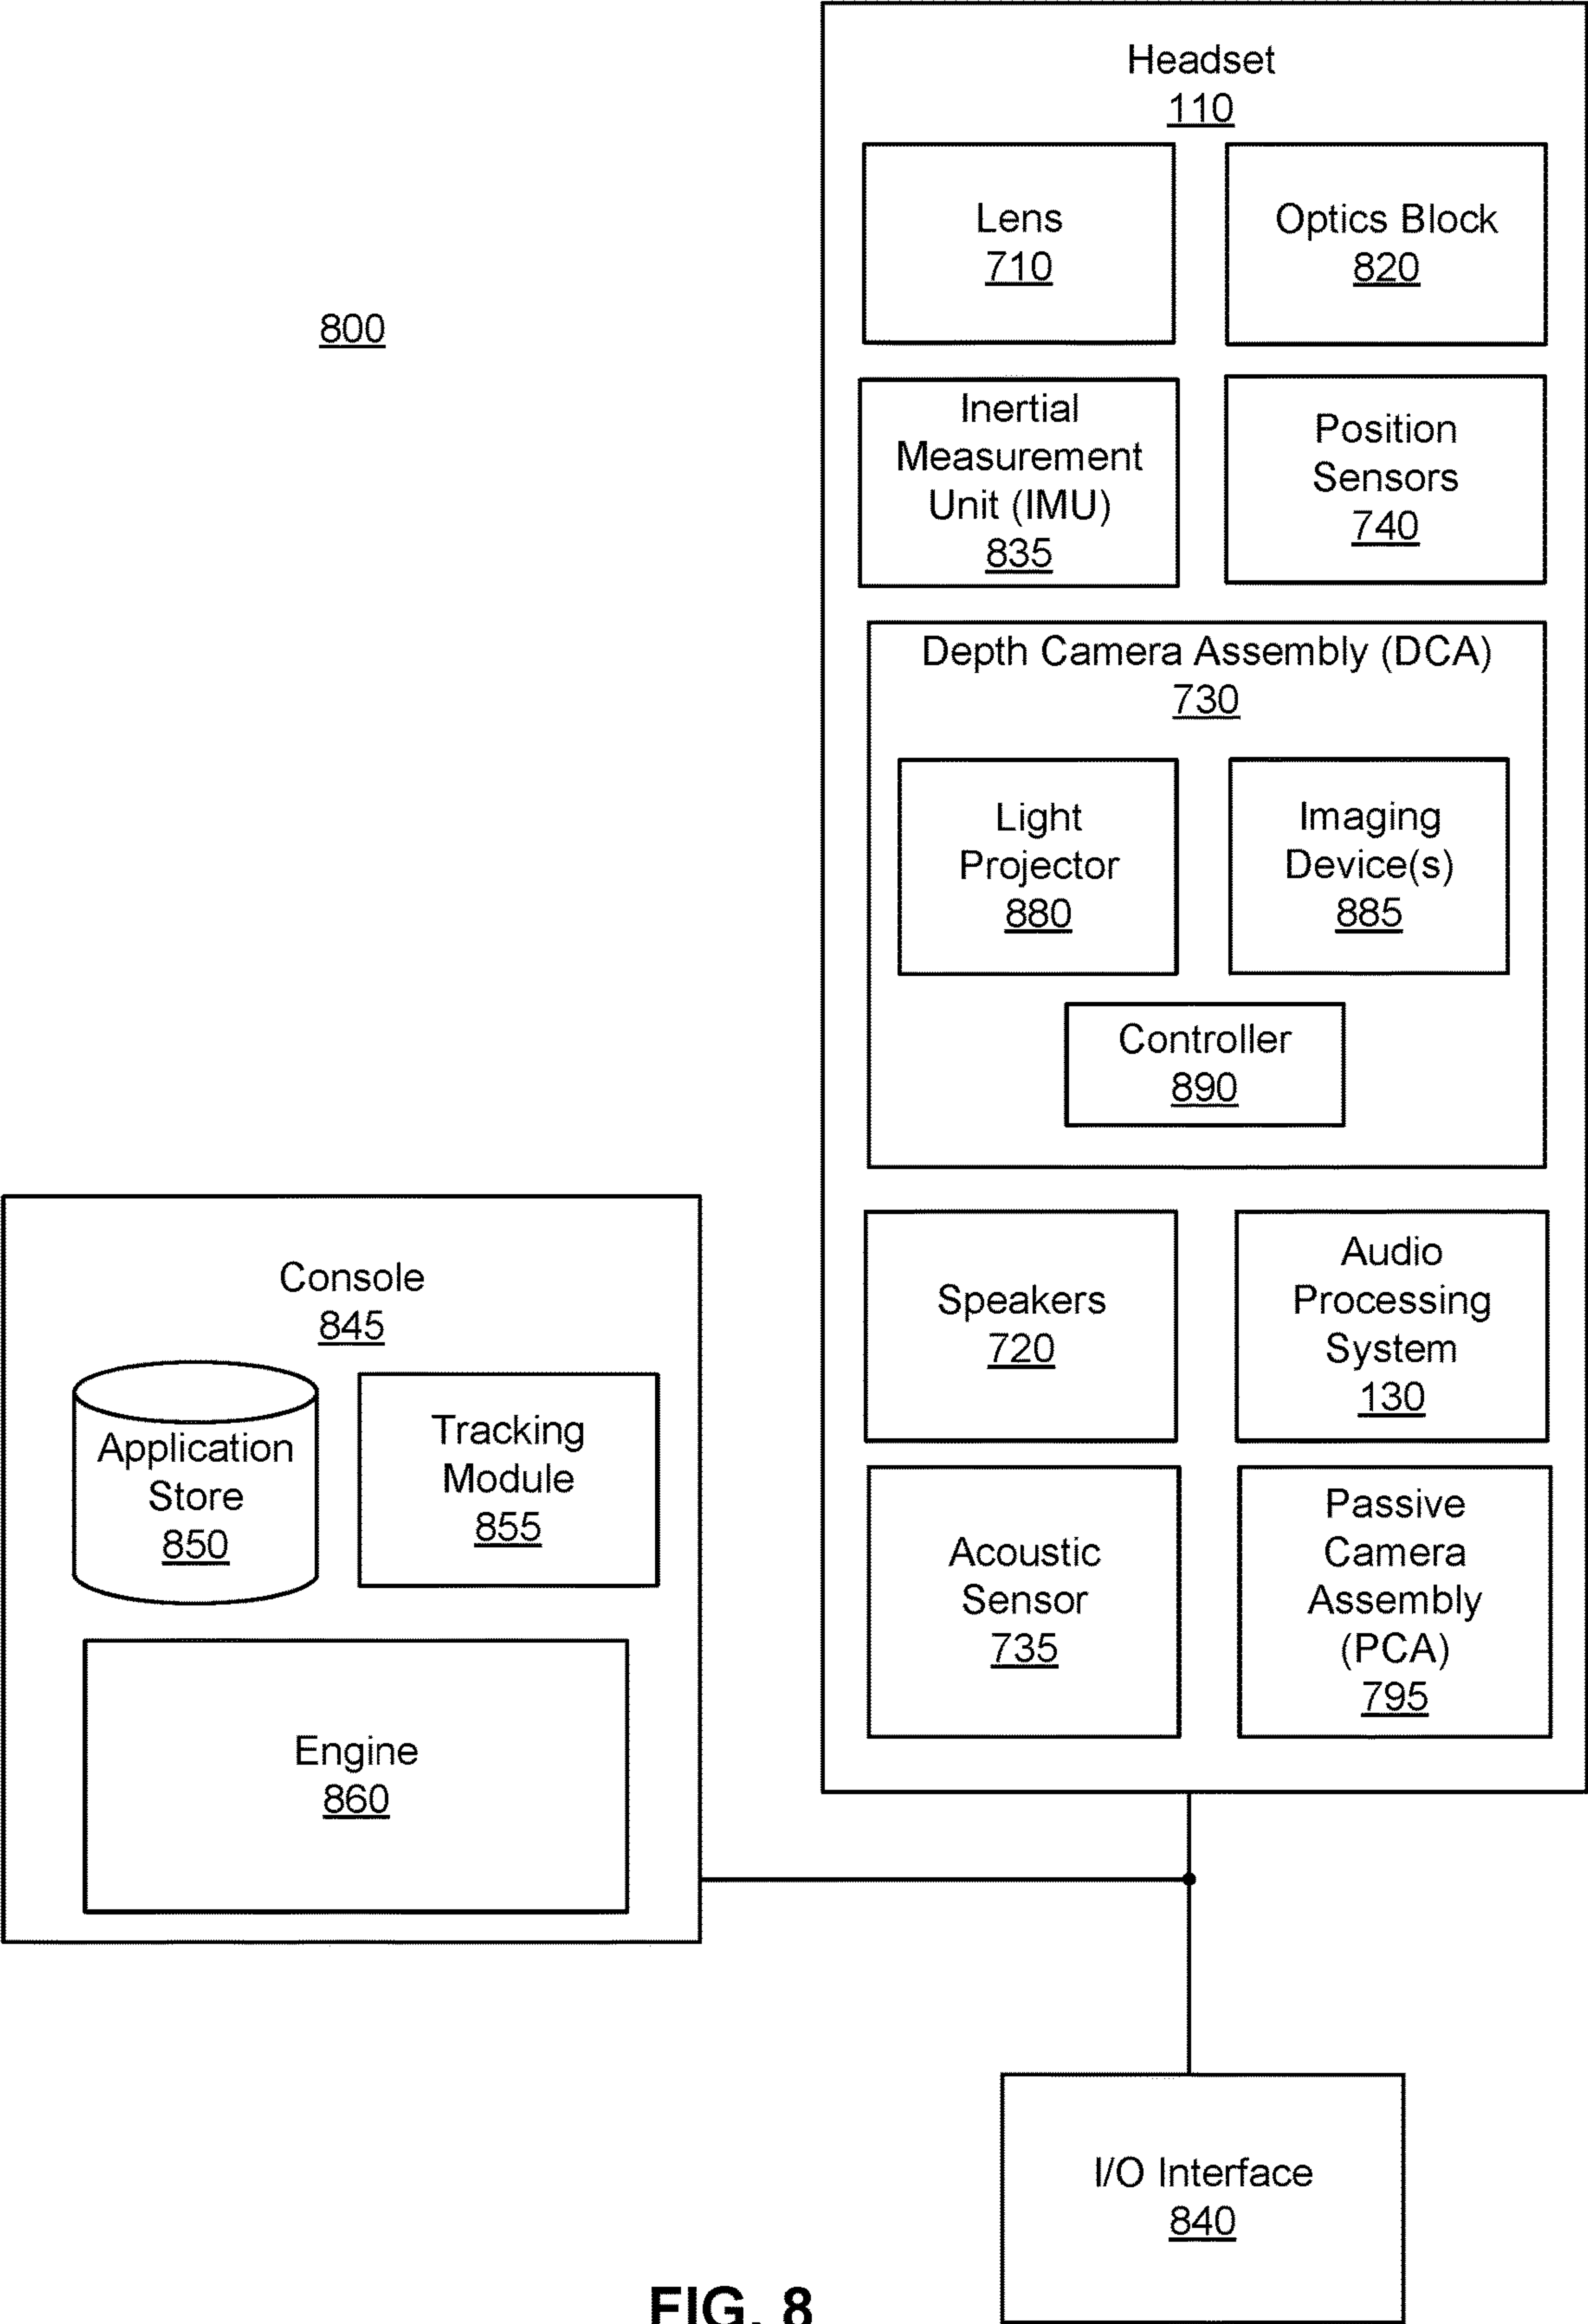 Headset
110
Lens
710
Optics Block
820
800
Inertial
Measurement
Unit (IMU)
835
Position
Sensors
740
Depth Camera Assembly (DCA)
730
Light
Projector
880
Imaging
Device(s)
885
Controller
890
Console
845
Application
Store
850
Tracking
Module
855
Engine
860
Speakers
720
Audio
Processing
System
130
Acoustic
Sensor
735
Passive
Camera
Assembly
(PCA)
795
I/O Interface
840
FIG. 8